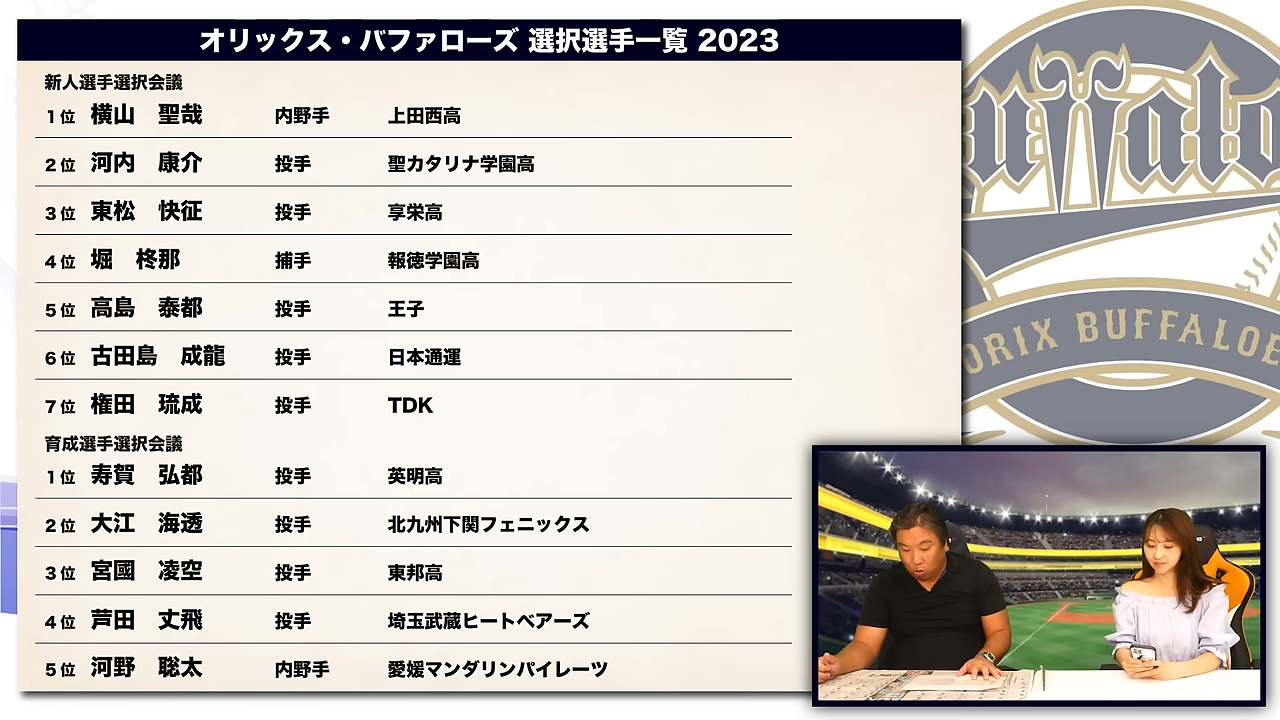 オリックス・バファローズ 選択選手一覧 2023
新人選手選択会議
1位 横山 聖哉 内野手 上田西高
2位 河内 康介 投手 聖カタリナ学園高
3位 東松 快征 投手 享栄高
4位 堀 柊那 捕手 報徳学園高
5位 高島 泰都 投手 王子
6位 古田島 成龍 投手 日本通運
7位 権田 琉成 投手 TDK
育成選手選択会議
1位 寿賀 弘都 投手 英明高
2位 大江 海透 投手 北九州下関フェニックス
3位 宮國 凌空 投手 東邦高
4位 芦田 丈飛 投手 埼玉武蔵ヒートベアーズ
5位 河野 聡太 内野手 愛媛マンダリンパイレーツ
uffalo
ORIX BUFFALOE